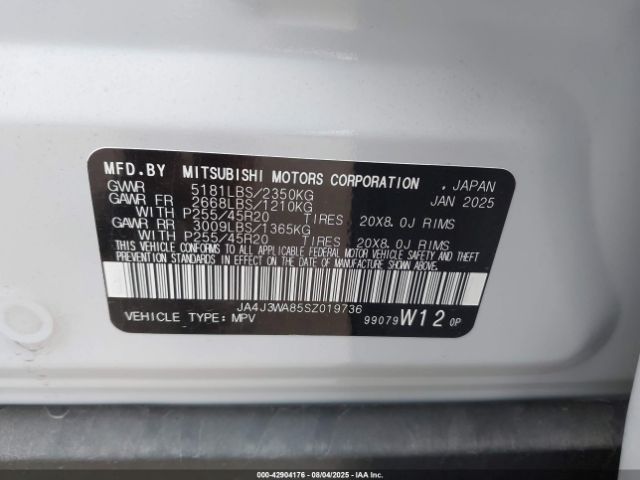 MFD.BY MITSUBISHI MOTORS CORPORATION , JAPAN
GVWR 5181LBS/2350KG JAN 2025
GAWR FR 2668LBS/1210KG
WITH P255/45R20 TIRES 20X8.0J RIMS
GAWR RR 3009LBS/1365KG
WITH P255/45R20 TIRES 20X8.0J RIMS
THIS VEHICLE CONFORMS TO ALL APPLICABLE FEDERAL MOTOR VEHICLE SAFETY AND THEFT
PREVENTION STANDARDS IN EFFECT ON THE DATE OF MANUFACTURE SHOWN ABOVE.
JA4J3WA85SZ019736
VEHICLE TYPE:MPV 99079 W12 0P
00-42904176 - 08/04/2025 - IAA Inc.